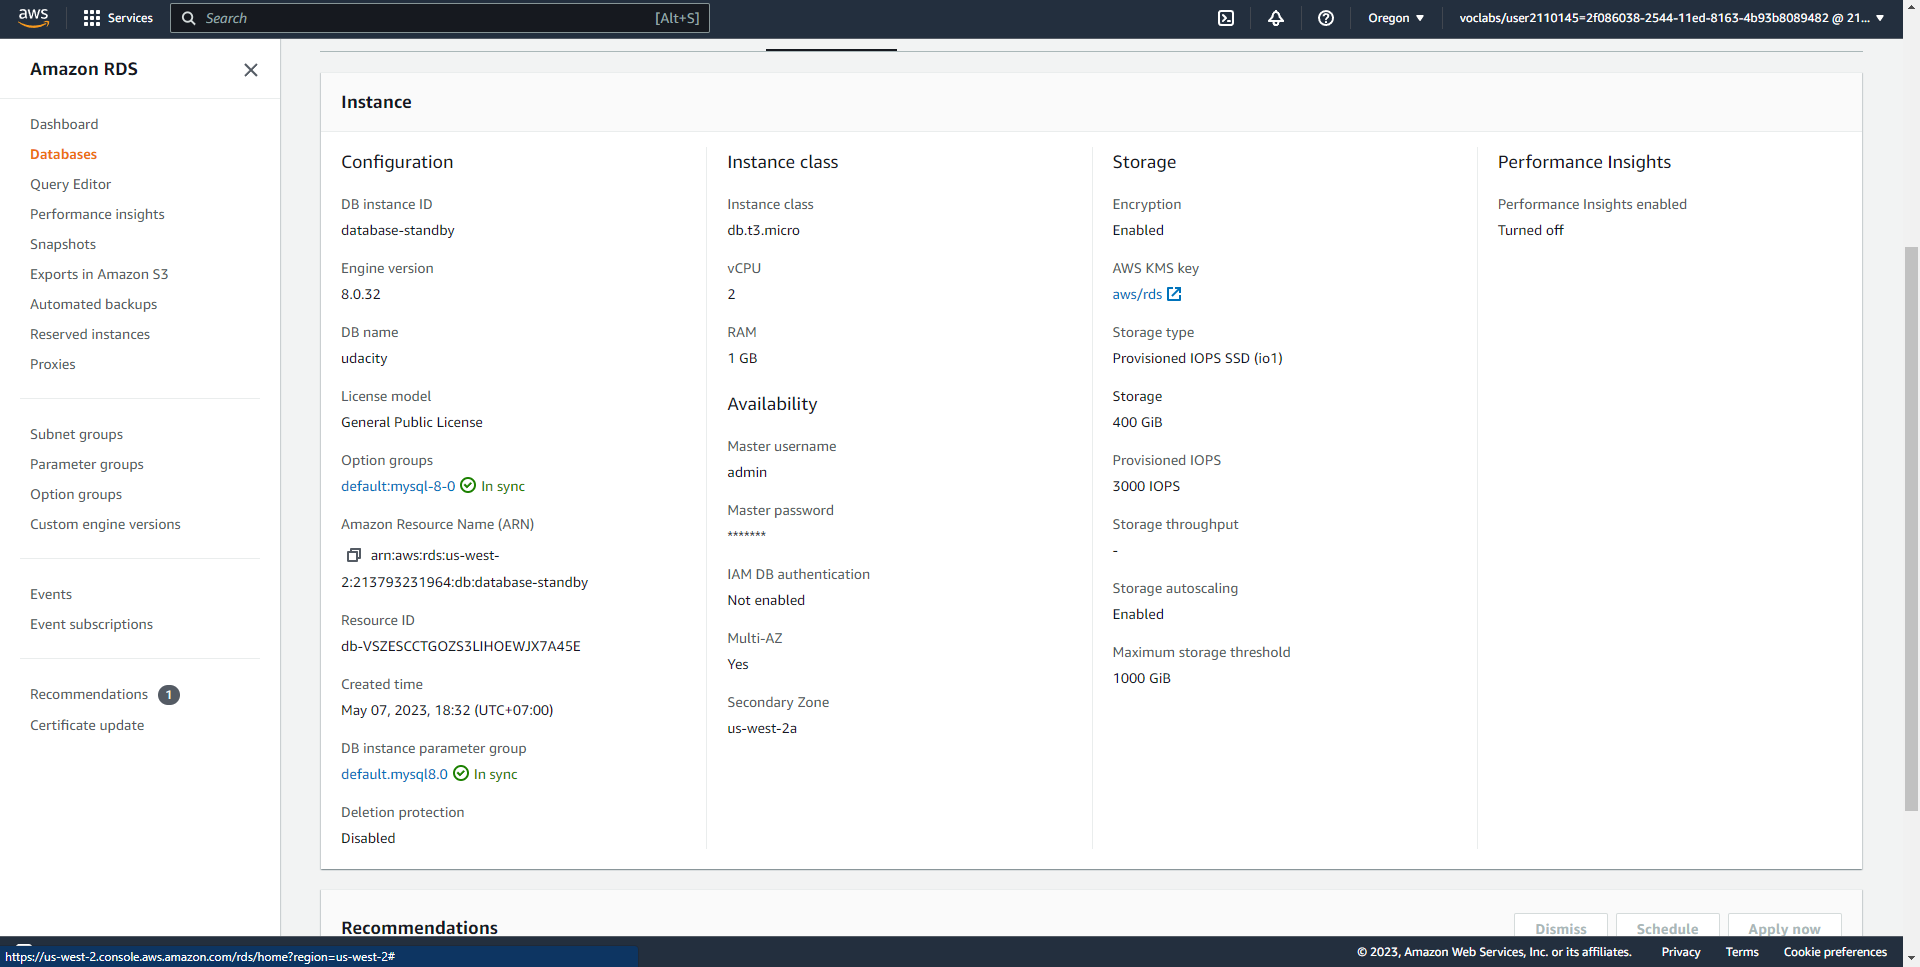 aws
Services
Search
[Alt+S]
Oregon
voclabs/user2110145=2f086038-2544-11ed-8163-4b93b8089482 @ 21...
Amazon RDS
Dashboard
Databases
Query Editor
Performance insights
Snapshots
Exports in Amazon S3
Automated backups
Reserved instances
Proxies
Subnet groups
Parameter groups
Option groups
Custom engine versions
Events
Event subscriptions
Recommendations 1
Certificate update
Instance
Configuration
DB instance ID
database-standby
Engine version
8.0.32
DB name
udacity
License model
General Public License
Option groups
default:mysql-8-0 In sync
Amazon Resource Name (ARN)
arn:aws:rds:us-west-
2:213793231964:db:database-standby
Resource ID
db-VSZESCCTGOZS3LIHOEWJX7A45E
Created time
May 07, 2023, 18:32 (UTC+07:00)
DB instance parameter group
default.mysql8.0 In sync
Deletion protection
Disabled
Instance class
Instance class
db.t3.micro
vCPU
2
RAM
1 GB
Availability
Master username
admin
Master password
*******
IAM DB authentication
Not enabled
Multi-AZ
Yes
Secondary Zone
us-west-2a
Storage
Encryption
Enabled
AWS KMS key
aws/rds
Storage type
Provisioned IOPS SSD (io1)
Storage
400 GiB
Provisioned IOPS
3000 IOPS
Storage throughput
-
Storage autoscaling
Enabled
Maximum storage threshold
1000 GiB
Performance Insights
Performance Insights enabled
Turned off
Recommendations
Dismiss
Schedule
Apply now
https://us-west-2.console.aws.amazon.com/rds/home?region=us-west-2#
© 2023, Amazon Web Services, Inc. or its affiliates.
Privacy
Terms
Cookie preferences